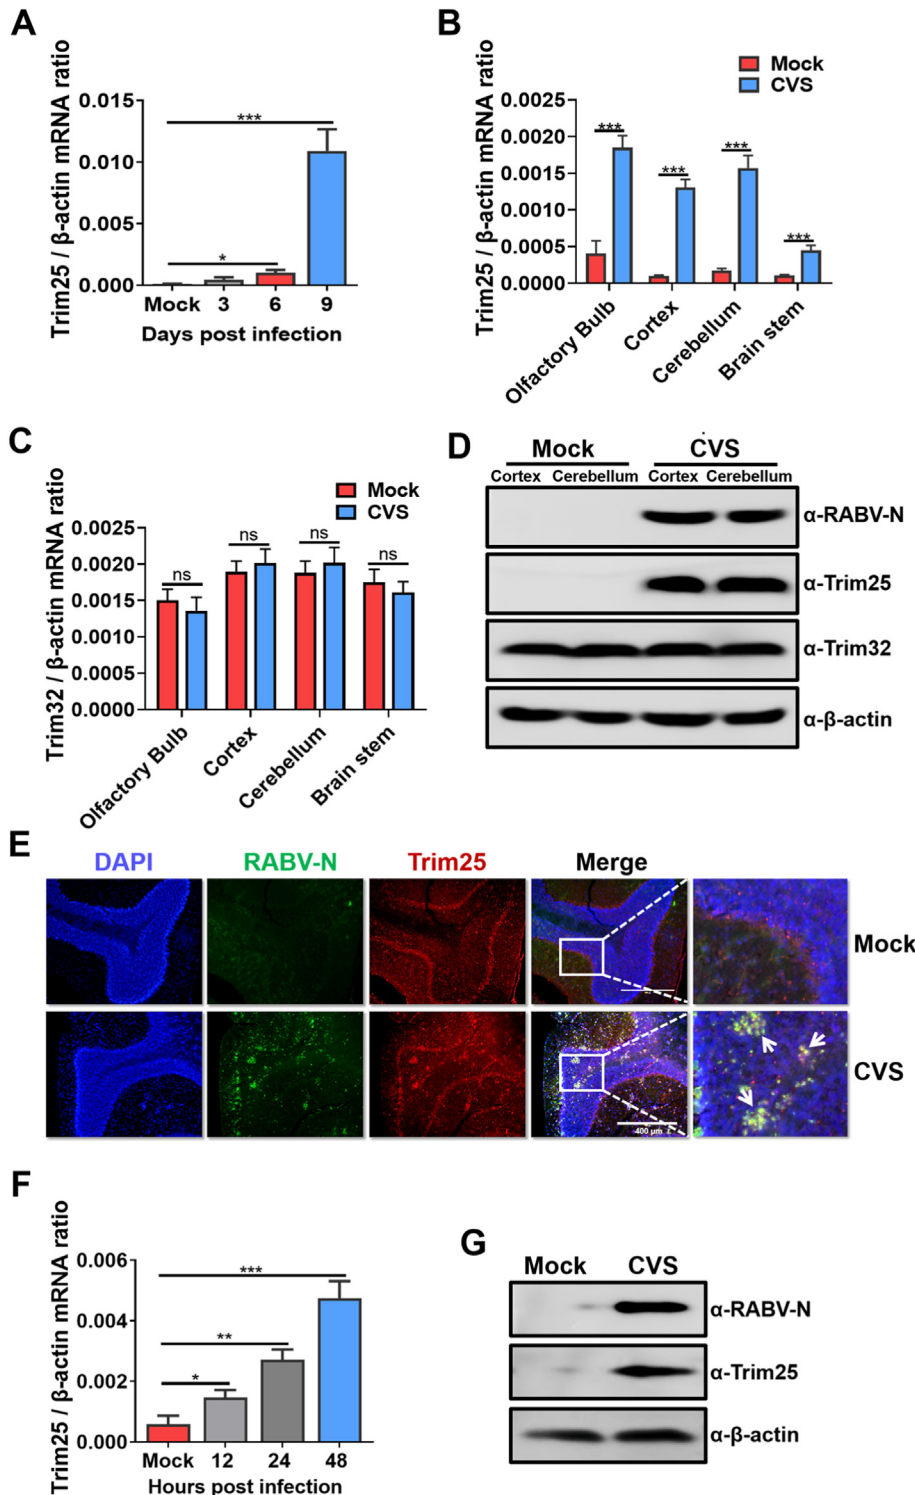 A
Trim25 / β-actin mRNA ratio
0.015
0.010
0.005
0.000
***
*
Mock 3 6 9
Days post infection
B
Trim25 / β-actin mRNA ratio
Mock
CVS
0.0025
0.0020
0.0015
0.0010
0.0005
0.0000
***
***
***
***
Olfactory Bulb
Cortex
Cerebellum
Brain stem
C
Trim32 / β-actin mRNA ratio
Mock
CVS
0.0025
0.0020
0.0015
0.0010
0.0005
0.0000
ns
ns
ns
ns
Olfactory Bulb
Cortex
Cerebellum
Brain stem
D
Mock CVS
Cortex Cerebellum Cortex Cerebellum
α-RABV-N
α-Trim25
α-Trim32
α-β-actin
E
DAPI RABV-N Trim25 Merge
Mock
CVS
400 μm
F
Trim25 / β-actin mRNA ratio
0.006
0.004
0.002
0.000
***
**
*
Mock 12 24 48
Hours post infection
G
Mock CVS
α-RABV-N
α-Trim25
α-β-actin